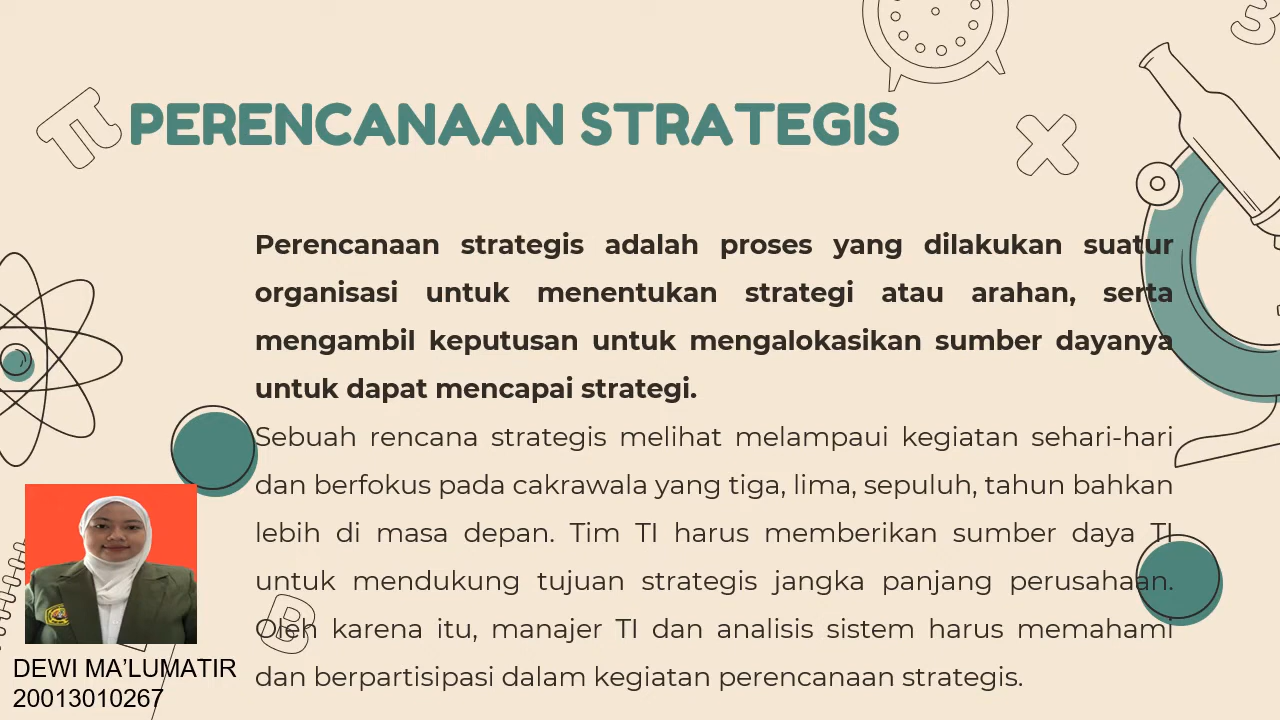 PERENCANAAN STRATEGIS
Perencanaan strategis adalah proses yang dilakukan suatur
organisasi untuk menentukan strategi atau arahan, serta
mengambil keputusan untuk mengalokasikan sumber dayanya
untuk dapat mencapai strategi.
Sebuah rencana strategis melihat melampaui kegiatan sehari-hari
dan berfokus pada cakrawala yang tiga, lima, sepuluh, tahun bahkan
lebih di masa depan. Tim TI harus memberikan sumber daya TI
untuk mendukung tujuan strategis jangka panjang perusahaan.
Oleh karena itu, manajer TI dan analisis sistem harus memahami
dan berpartisipasi dalam kegiatan perencanaan strategis.
DEWI MA’LUMATIR
20013010267